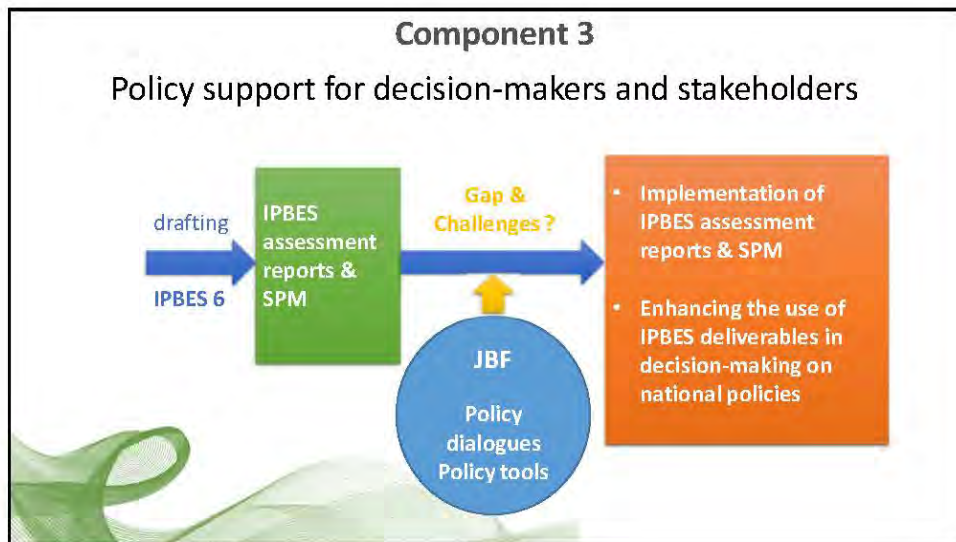 Component 3
Policy support for decision-makers and stakeholders
drafting
IPBES 6
IPBES
assessment
reports &
SPM
Gap &
Challenges ?
JBF
Policy
dialogues
Policy tools
• Implementation of
IPBES assessment
reports & SPM
• Enhancing the use of
IPBES deliverables in
decision-making on
national policies